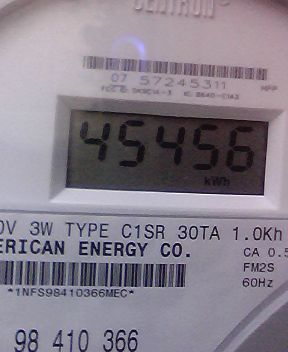 CENTRON®
07 57245311
45456
kWh
0V 3W TYPE C1SR 30TA 1.0Kh
ERICAN ENERGY CO.
CA 0.5
FM2S
60Hz
*1NFS98410366MEC*
98 410 366